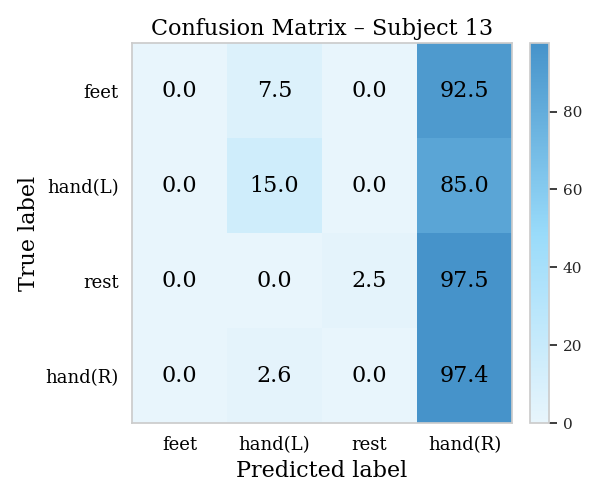 Confusion Matrix – Subject 13
feet 0.0 7.5 0.0 92.5
hand(L) 0.0 15.0 0.0 85.0
rest 0.0 0.0 2.5 97.5
hand(R) 0.0 2.6 0.0 97.4
feet hand(L) rest hand(R)
Predicted label
True label
80
60
40
20
0